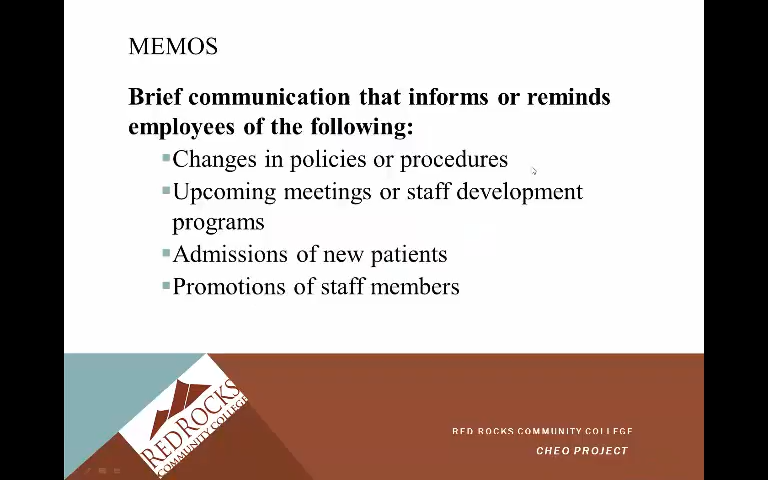 MEMOS
Brief communication that informs or reminds
employees of the following:
Changes in policies or procedures
Upcoming meetings or staff development
programs
Admissions of new patients
Promotions of staff members
RED ROCKS
COMMUNITY COLLEGE
RED ROCKS COMMUNITY COLLEGE
CHEO PROJECT